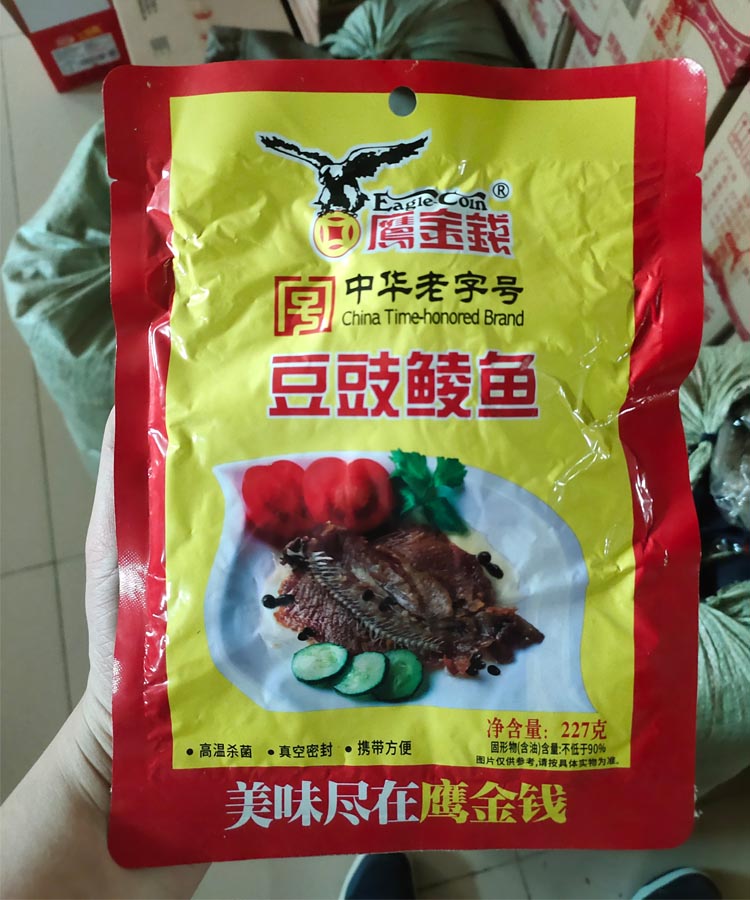 Eagle Coin®
鹰金錢
中华老字号
China Time-honored Brand
豆豉鲮鱼
净含量：227克
固形物(含油)含量:不低于90%
图片仅供参考,请按具体实物为准。
●高温杀菌 ●真空密封 ●携带方便
美味尽在鹰金钱